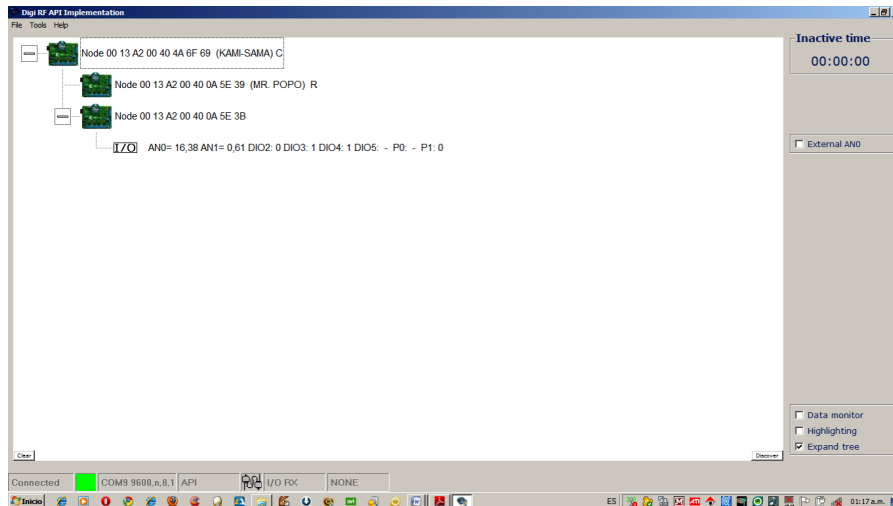 Digi RF API Implementation
File Tools Help
Node 00 13 A2 00 40 4A 6F 69 (KAMI-SAMA) C
Node 00 13 A2 00 40 0A 5E 39 (MR. POPO) R
Node 00 13 A2 00 40 0A 5E 3B
I/O AN0= 16,38 AN1= 0,61 DIO2: 0 DIO3: 1 DIO4: 1 DIO5: - P0: - P1: 0
Inactive time
00:00:00
External AN0
Data monitor
Highlighting
Expand tree
Clear
Discover
Connected COM9 9600,n,8,1 API I/O RX NONE
Inicio ES 01:17 a.m.